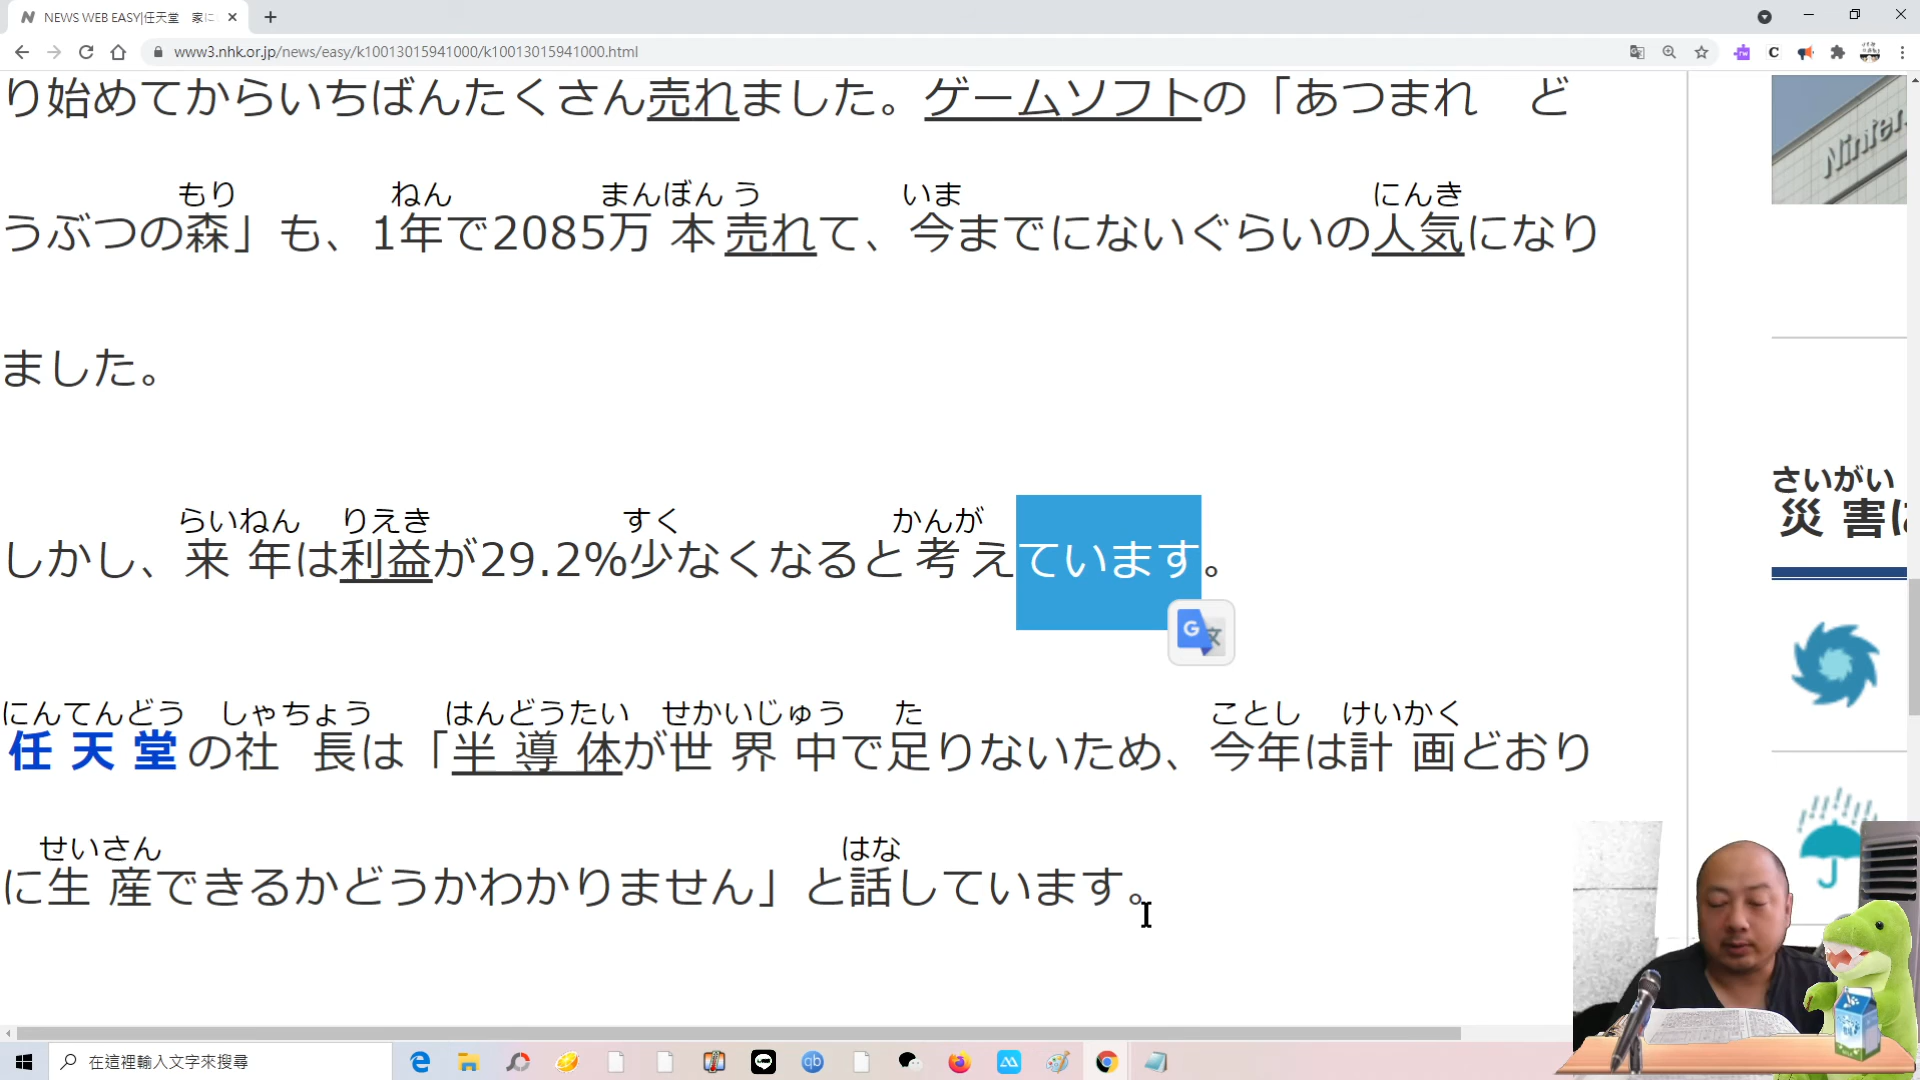 NEWS WEB EASY|任天堂　家に
www3.nhk.or.jp/news/easy/k10013015941000/k10013015941000.html
り始めてからいちばんたくさん売れました。ゲームソフトの「あつまれ　ど
もり ねん まんぼん う いま にんき
うぶつの森」も、1年で2085万本売れて、今までにないぐらいの人気になり
ました。
らいねん りえき すく かんが
しかし、来年は利益が29.2%少なくなると考えています。
にんてんどう しゃちょう はんどうたい せかいじゅう た ことし けいかく
任天堂の社長は「半導体が世界中で足りないため、今年は計画どおり
せいさん はな
に生産できるかどうかわかりません」と話しています。
さいがい
災害
在這裡輸入文字來搜尋